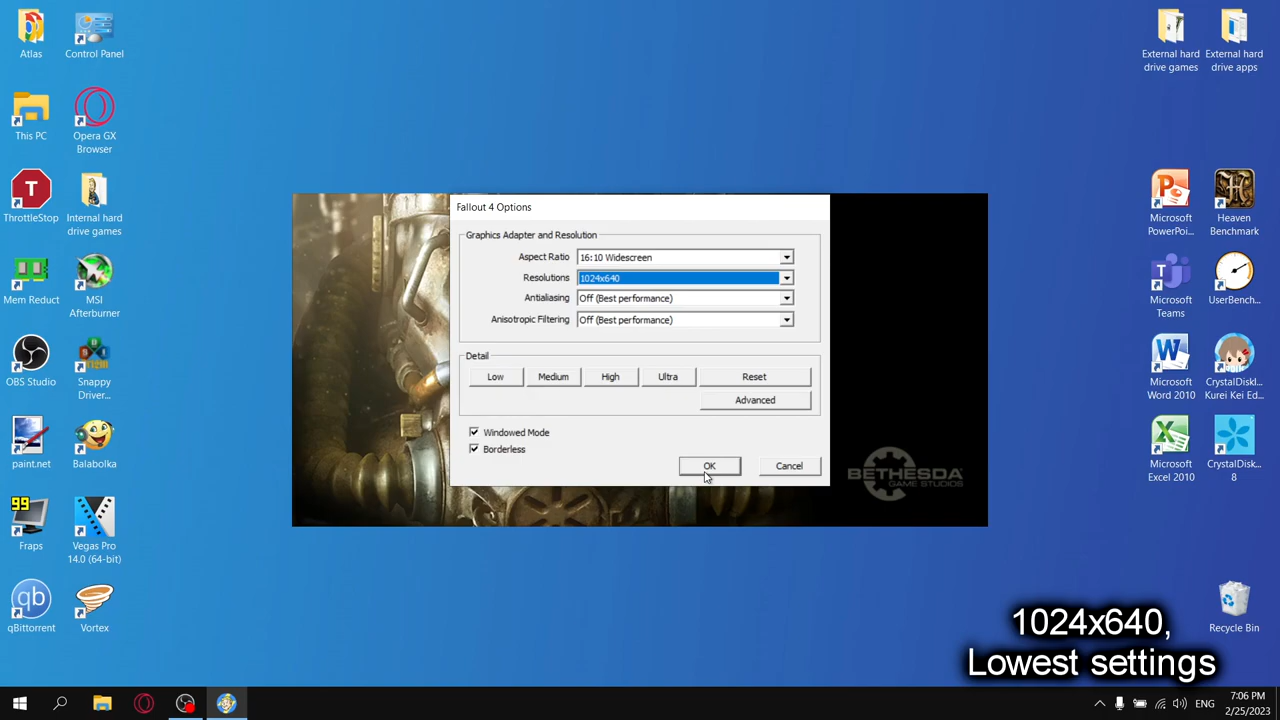 Atlas
Control Panel
External hard
drive games
External hard
drive apps
This PC
Opera GX
Browser
ThrottleStop
Internal hard
drive games
Microsoft
PowerPoi...
Heaven
Benchmark
Mem Reduct
MSI
Afterburner
Microsoft
Teams
UserBenc...
OBS Studio
Snappy
Driver...
Microsoft
Word 2010
CrystalDiskI...
Kurei Kei Ed...
paint.net
Balabolka
Microsoft
Excel 2010
CrystalDisk...
8
99
Fraps
Vegas Pro
14.0 (64-bit)
qb
qBittorrent
Vortex
Recycle Bin
Fallout 4 Options
Graphics Adapter and Resolution
Aspect Ratio 16:10 Widescreen
Resolutions 1024x640
Antialiasing Off (Best performance)
Anisotropic Filtering Off (Best performance)
Detail
Low Medium High Ultra Reset
Advanced
Windowed Mode
Borderless
OK Cancel
BETHESDA
GAME STUDIOS
1024x640,
Lowest settings
ENG
7:06 PM
2/25/2023